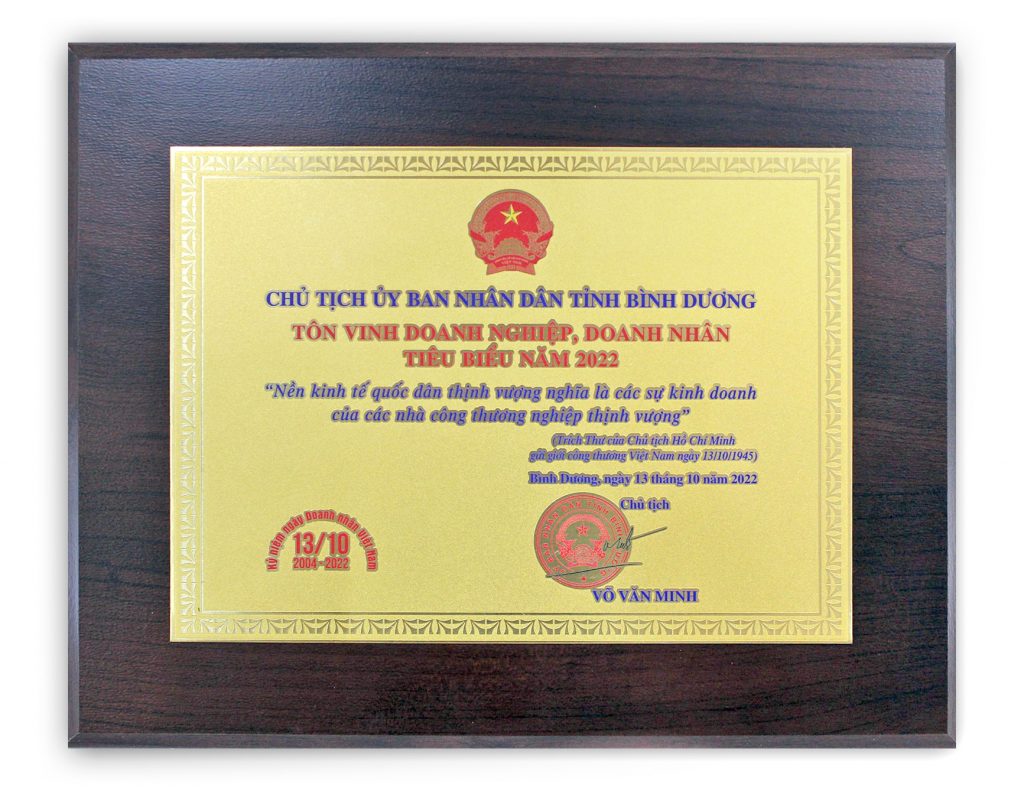 CHỦ TỊCH ỦY BAN NHÂN DÂN TỈNH BÌNH DƯƠNG
TÔN VINH DOANH NGHIỆP, DOANH NHÂN
TIÊU BIỂU NĂM 2022
“Nền kinh tế quốc dân thịnh vượng nghĩa là các sự kinh doanh
của các nhà công thương nghiệp thịnh vượng”
(Trích Thư của Chủ tịch Hồ Chí Minh
gửi giới công thương Việt Nam ngày 13/10/1945)
Bình Dương, ngày 13 tháng 10 năm 2022
Chủ tịch
VÕ VĂN MINH
Kỷ niệm ngày Doanh nhân Việt Nam
13/10
2004-2022